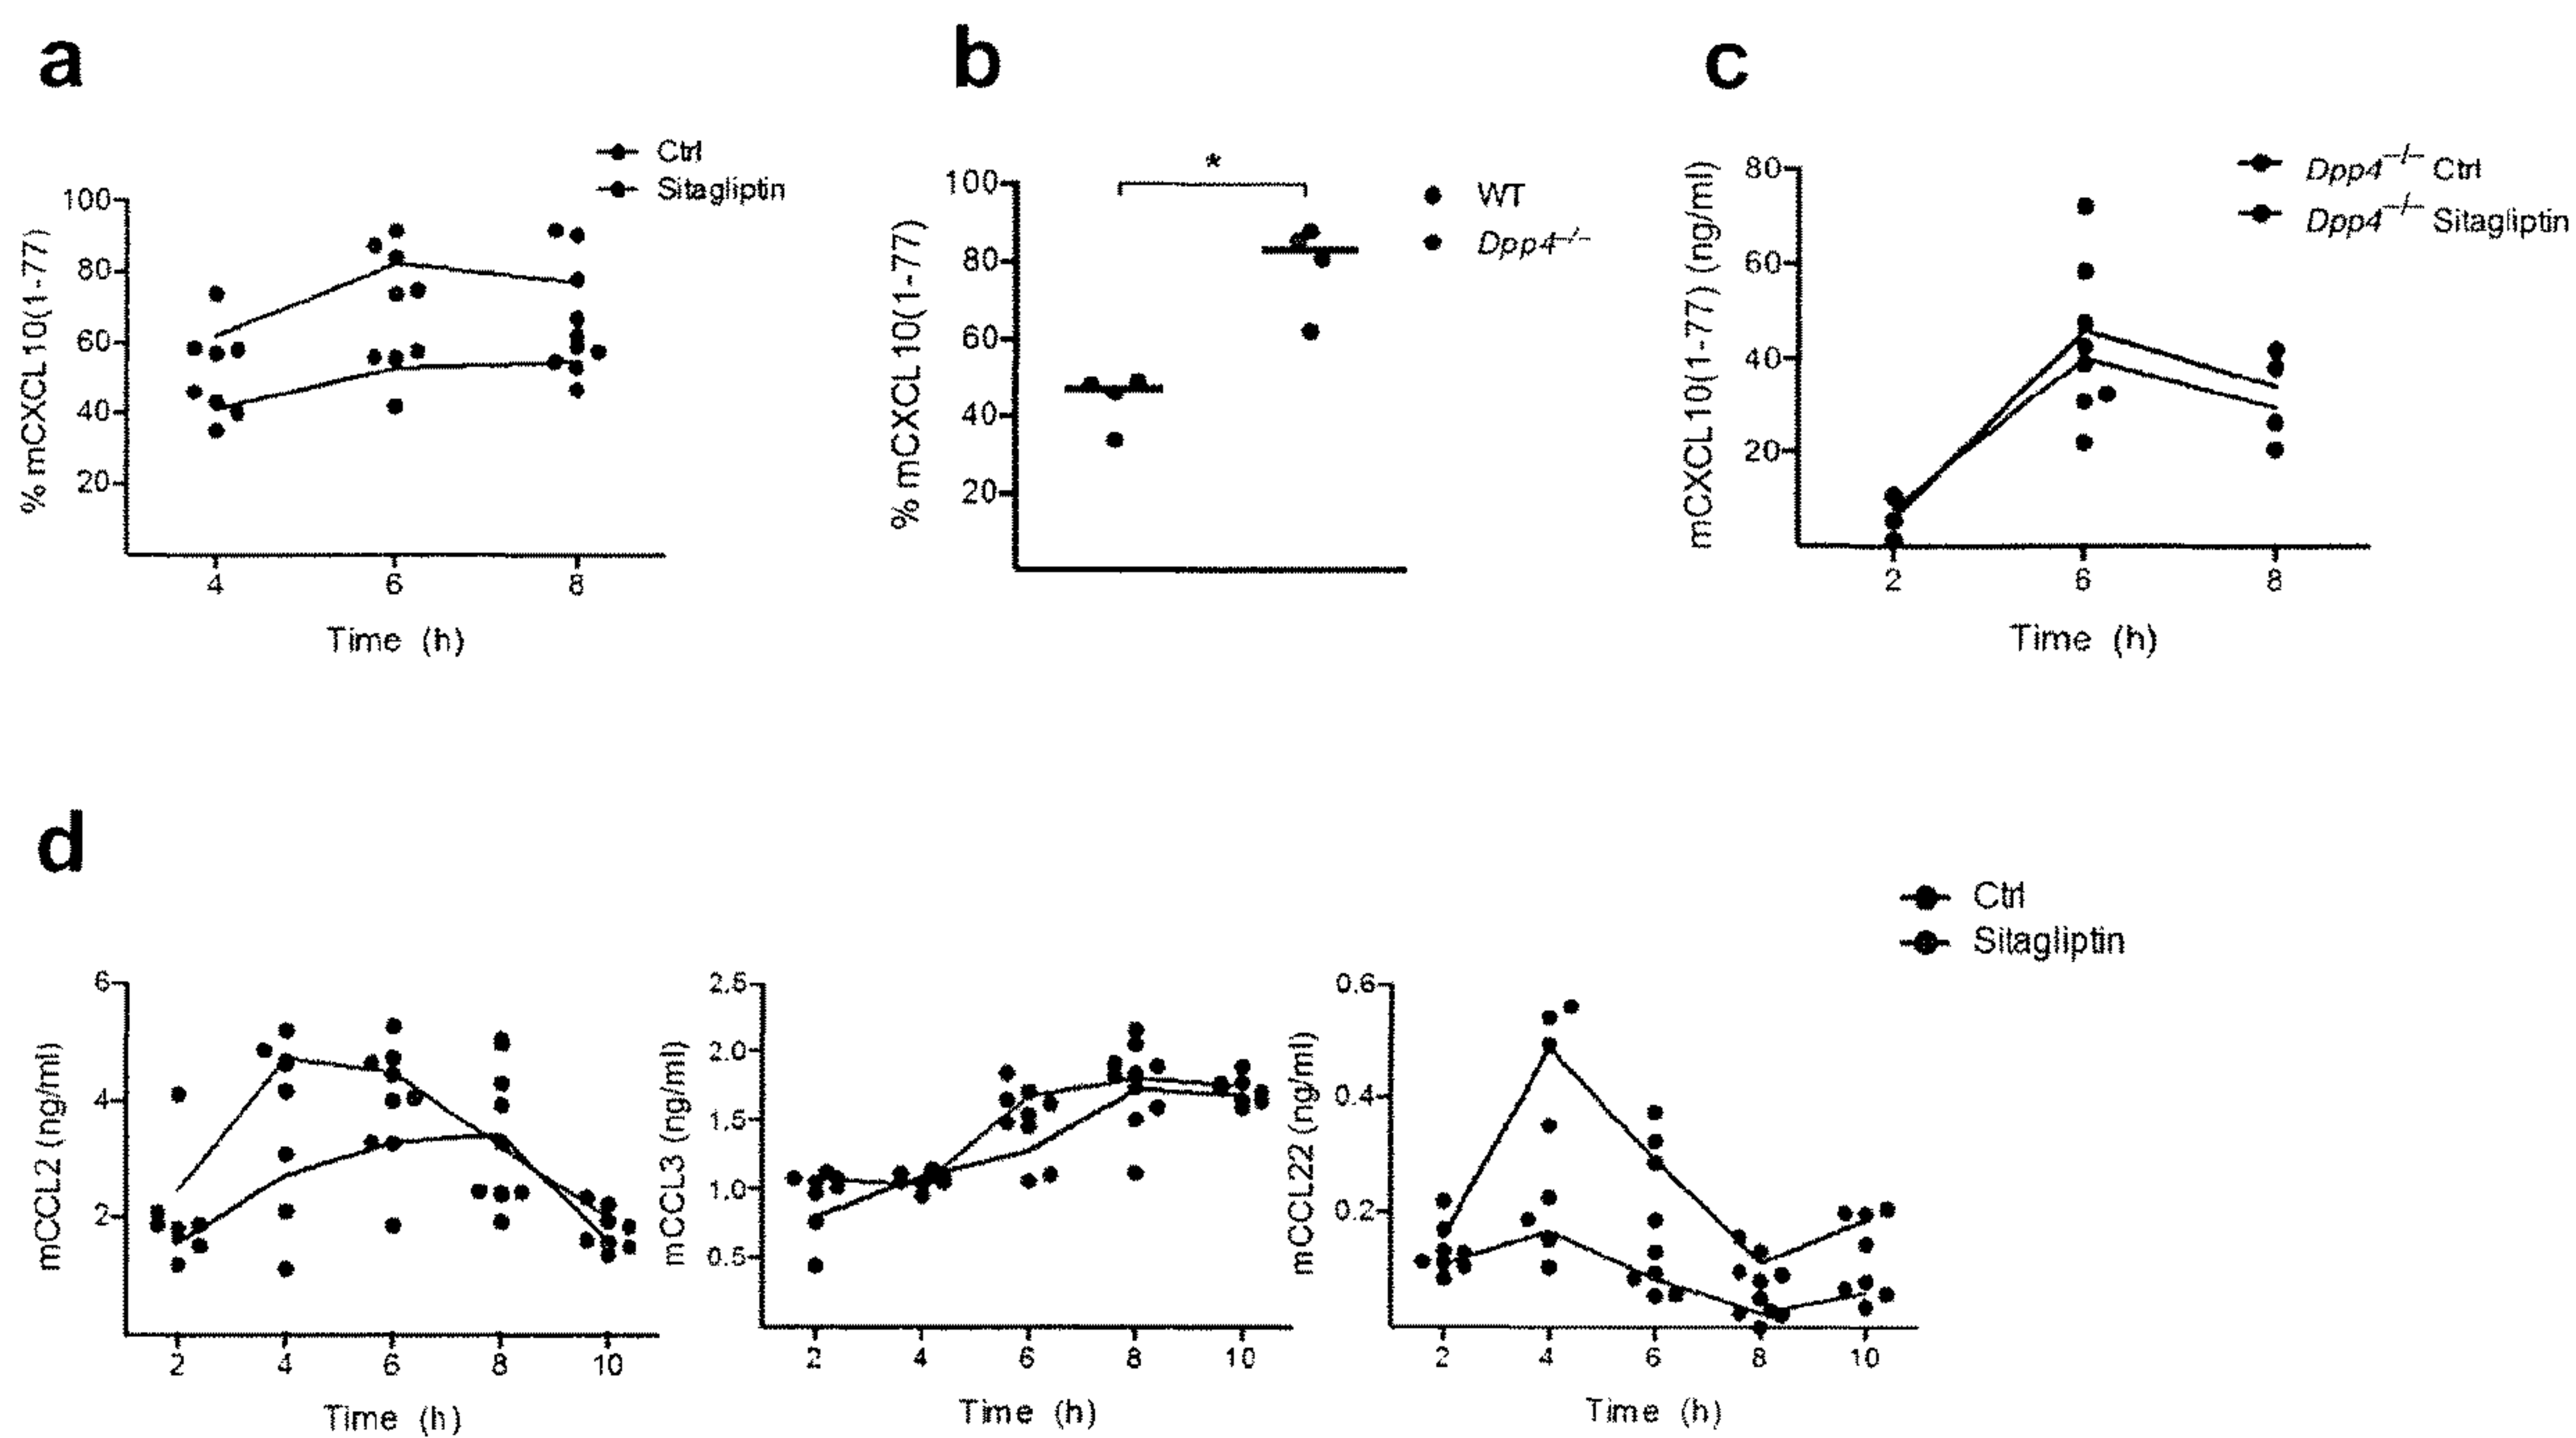 a
Ctrl
Sitagliptin
% mCXCL10(1-77)
100
80
60
40
20
4
6
8
Time (h)
b
*
WT
Dpp4–/–
% mCXCL10(1-77)
100
80
60
40
20
c
Dpp4–/– Ctrl
Dpp4–/– Sitagliptin
mCXCL10(1-77) (ng/ml)
80
60
40
20
2
6
8
Time (h)
d
Ctrl
Sitagliptin
mCCL2 (ng/ml)
6
4
2
2
4
6
8
10
Time (h)
mCCL3 (ng/ml)
2.5
2.0
1.5
1.0
0.5
2
4
6
8
10
Time (h)
mCCL22 (ng/ml)
0.6
0.4
0.2
2
4
6
8
10
Time (h)